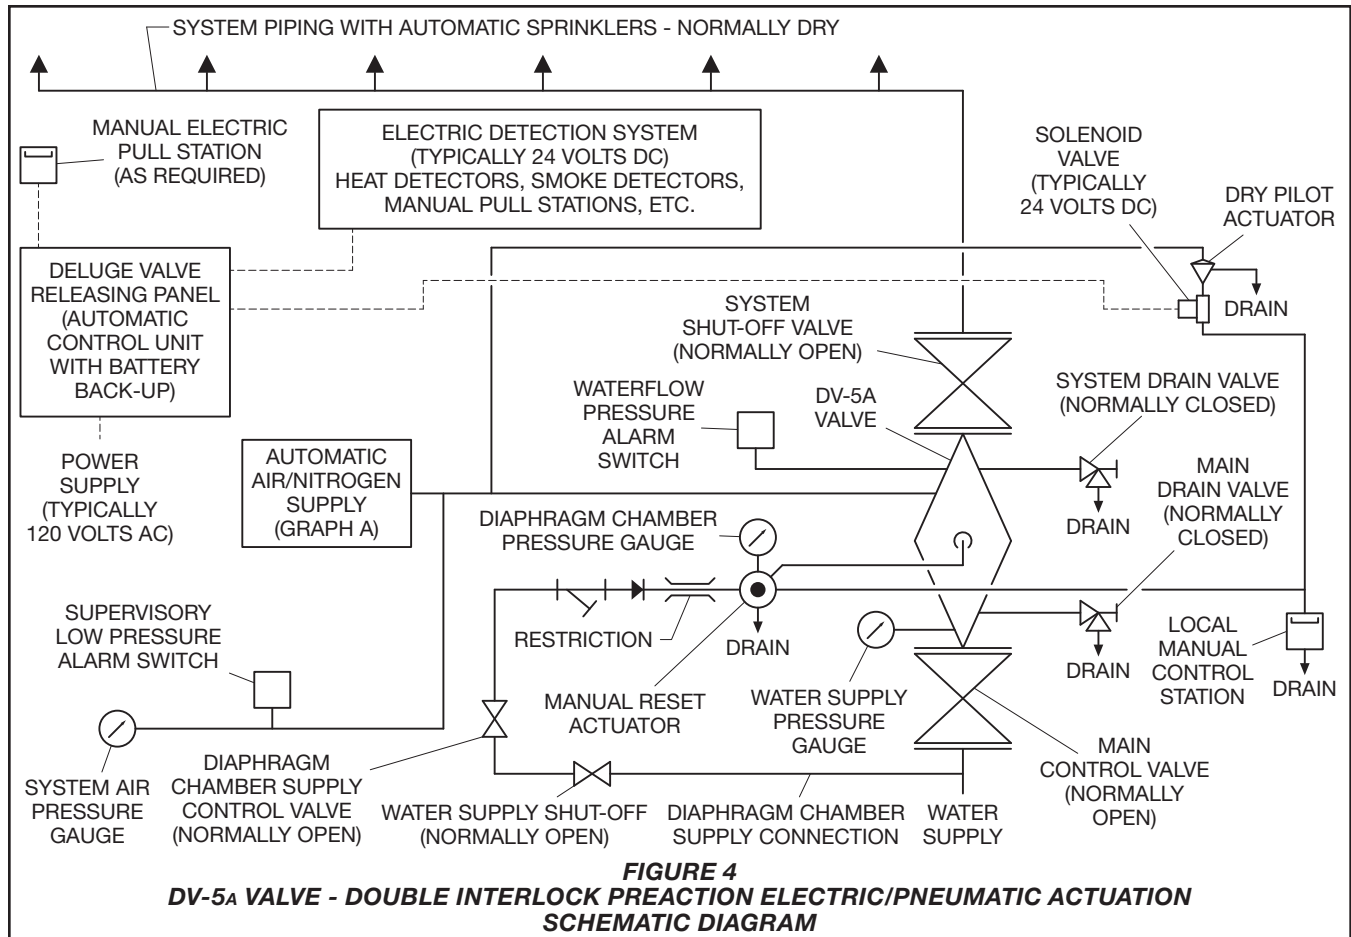 SYSTEM PIPING WITH AUTOMATIC SPRINKLERS - NORMALLY DRY
MANUAL ELECTRIC
PULL STATION
(AS REQUIRED)
ELECTRIC DETECTION SYSTEM
(TYPICALLY 24 VOLTS DC)
HEAT DETECTORS, SMOKE DETECTORS,
MANUAL PULL STATIONS, ETC.
SOLENOID
VALVE
(TYPICALLY
24 VOLTS DC)
DRY PILOT
ACTUATOR
DRAIN
DELUGE VALVE
RELEASING PANEL
(AUTOMATIC
CONTROL UNIT
WITH BATTERY
BACK-UP)
SYSTEM
SHUT-OFF VALVE
(NORMALLY OPEN)
WATERFLOW
PRESSURE
ALARM
SWITCH
DV-5A
VALVE
SYSTEM DRAIN VALVE
(NORMALLY CLOSED)
DRAIN
POWER
SUPPLY
(TYPICALLY
120 VOLTS AC)
AUTOMATIC
AIR/NITROGEN
SUPPLY
(GRAPH A)
DIAPHRAGM CHAMBER
PRESSURE GAUGE
MAIN
DRAIN VALVE
(NORMALLY
CLOSED)
DRAIN
SUPERVISORY
LOW PRESSURE
ALARM SWITCH
RESTRICTION
DRAIN
MANUAL RESET
ACTUATOR
WATER SUPPLY
PRESSURE
GAUGE
LOCAL
MANUAL
CONTROL
STATION
DRAIN
SYSTEM AIR
PRESSURE
GAUGE
DIAPHRAGM
CHAMBER SUPPLY
CONTROL VALVE
(NORMALLY OPEN)
WATER SUPPLY SHUT-OFF
(NORMALLY OPEN)
DIAPHRAGM CHAMBER
SUPPLY CONNECTION
WATER
SUPPLY
MAIN
CONTROL VALVE
(NORMALLY
OPEN)
FIGURE 4
DV-5A VALVE - DOUBLE INTERLOCK PREACTION ELECTRIC/PNEUMATIC ACTUATION
SCHEMATIC DIAGRAM